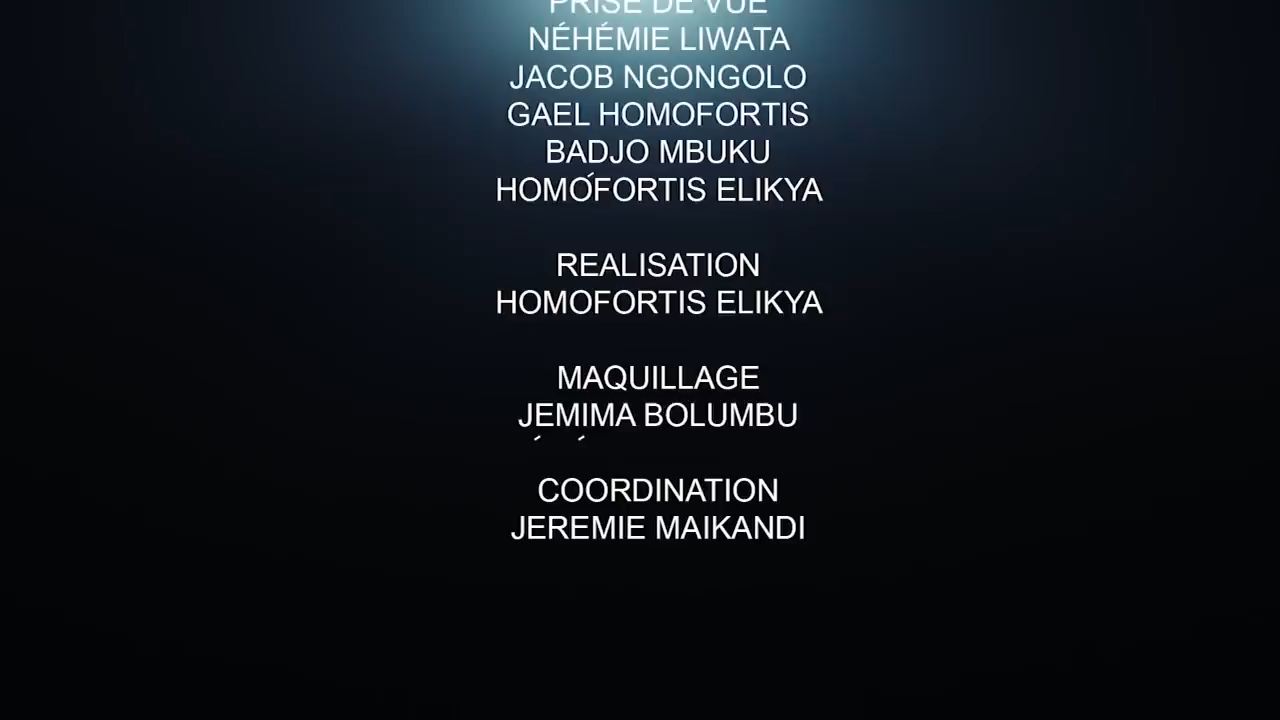 PRISE DE VUE
NÉHÉMIE LIWATA
JACOB NGONGOLO
GAEL HOMOFORTIS
BADJO MBUKU
HOMOFORTIS ELIKYA
REALISATION
HOMOFORTIS ELIKYA
MAQUILLAGE
JEMIMA BOLUMBU
COORDINATION
JEREMIE MAIKANDI